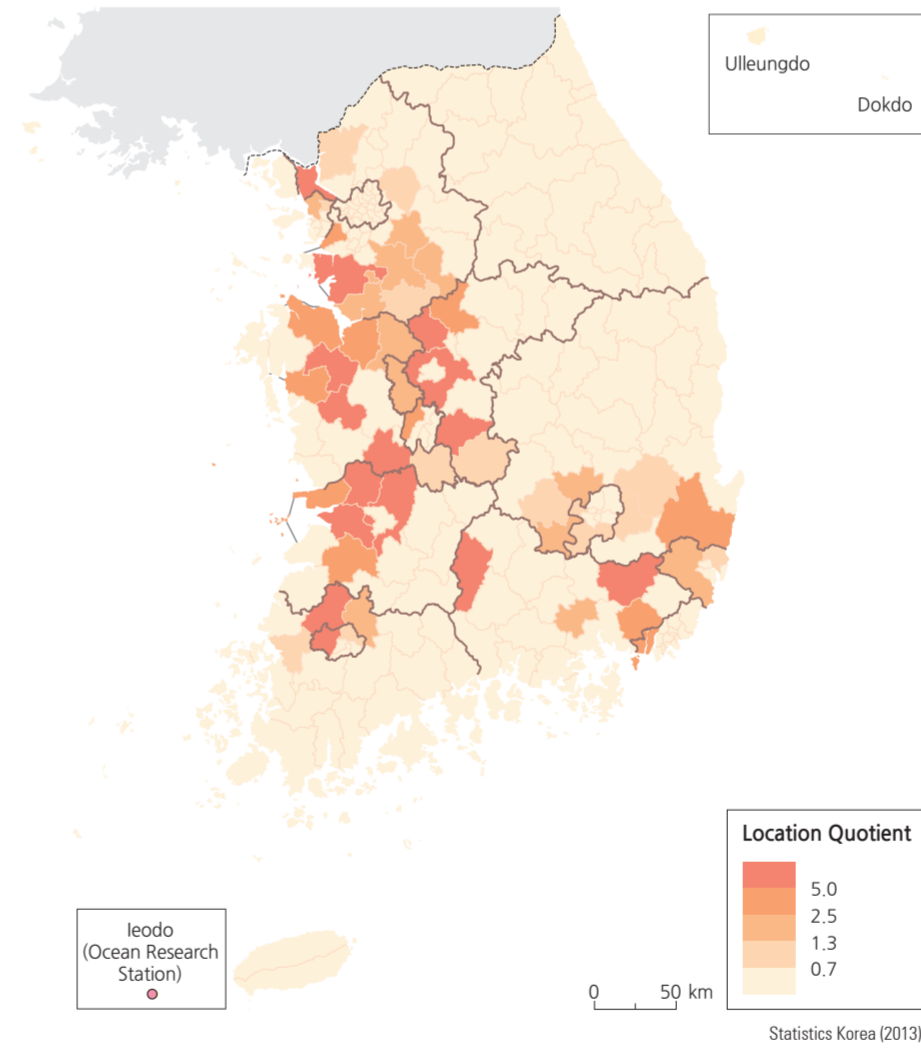 Ulleungdo
Dokdo
Location Quotient
5.0
2.5
1.3
0.7
Ieodo
(Ocean Research
Station)
0 50 km
Statistics Korea (2013)